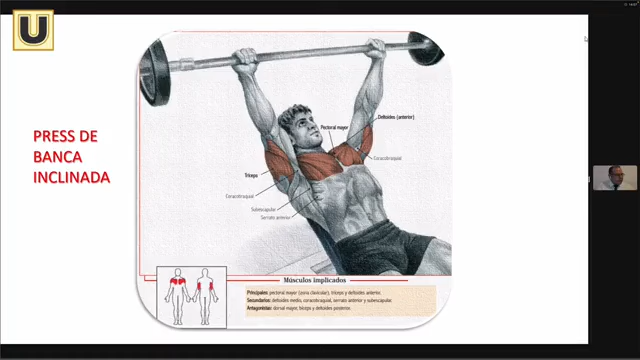 U
PRESS DE
BANCA
INCLINADA
Deltoides (anterior)
Pectoral mayor
Coracobraquial
Tríceps
Coracobraquial
Subescapular
Serrato anterior
Músculos implicados
Principales: pectoral mayor (zona clavicular), tríceps y deltoides anterior.
Secundarios: deltoides medio, coracobraquial, serrato anterior y subescapular.
Antagonistas: dorsal mayor, bíceps y deltoides posterior.